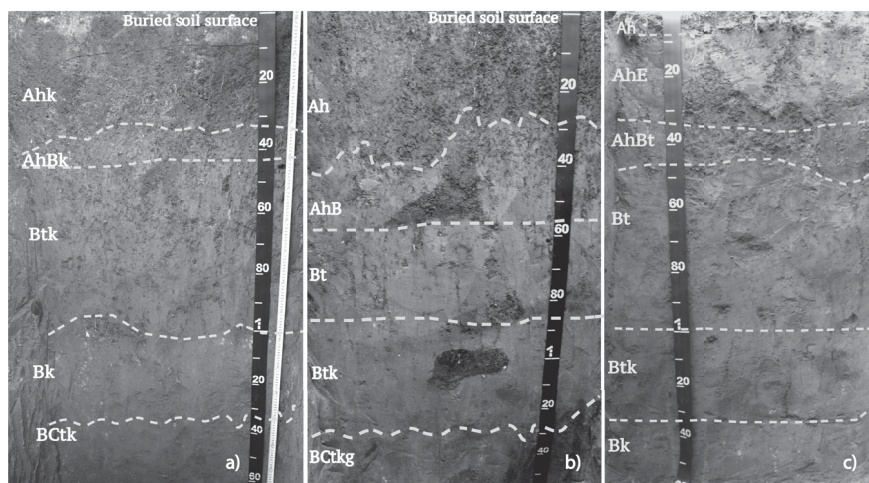 Buried soil surface
20
Ahk
40
AhBk
60
Btk
80
1
20
Bk
40
BCtk
60
a)
Buried soil surface
20
Ah
40
AhB
60
Bt
80
1
Btk
20
40
BCtkg
b)
Ah
AhE
20
AhBt
40
60
Bt
80
1
Btk
20
Bk
40
c)